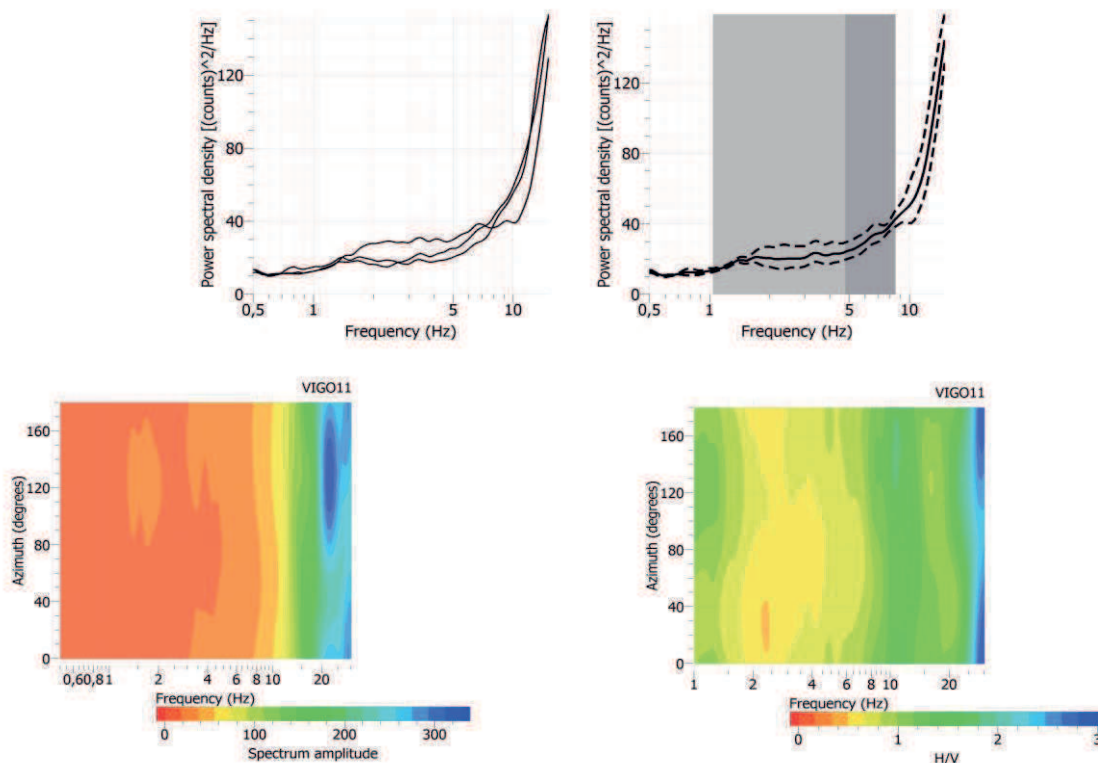 Power spectral density [(counts)^2/Hz]
120
80
40
0
0,5 1 5 10
Frequency (Hz)
Power spectral density [(counts)^2/Hz]
120
80
40
0
0,5 1 5 10
Frequency (Hz)
VIGO11
Azimuth (degrees)
160
120
80
40
0
0,60,81 2 4 6 8 10 20
Frequency (Hz)
0 100 200 300
Spectrum amplitude
VIGO11
Azimuth (degrees)
160
120
80
40
0
1 2 4 6 8 10 20
Frequency (Hz)
0 1 2 3
H/V